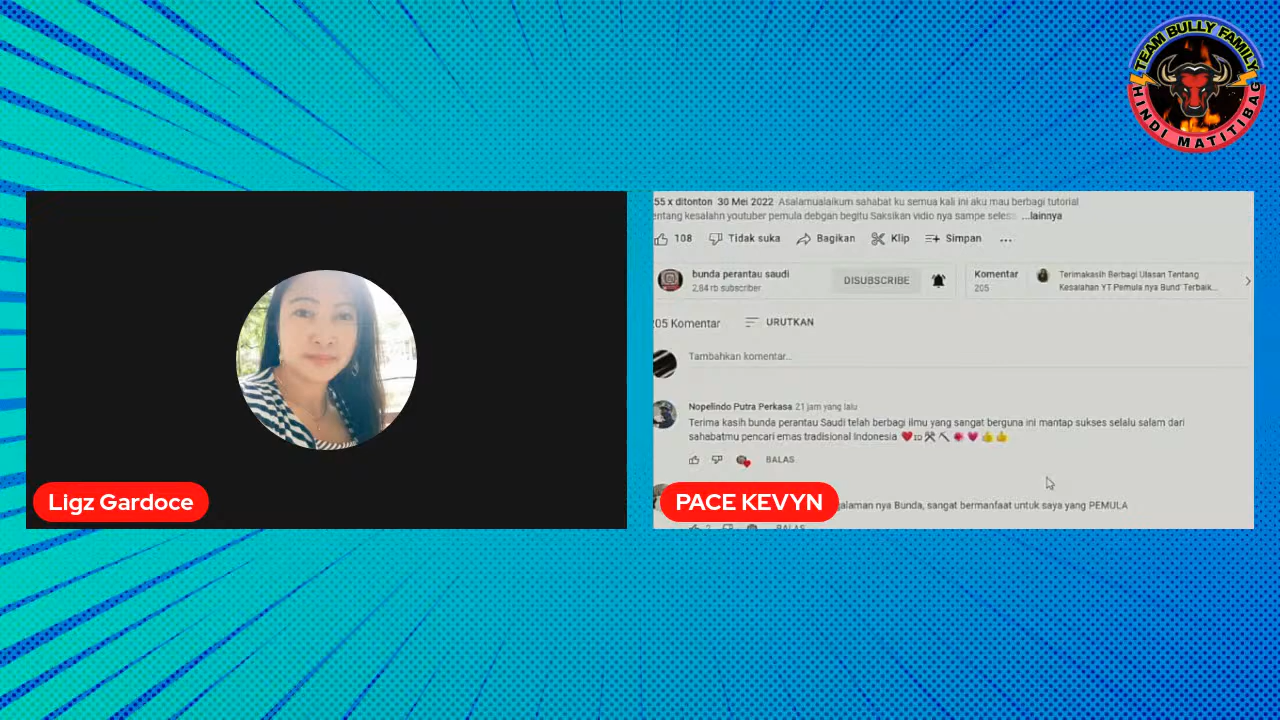 TEAM BULLY FAMILY
HINDI MATITIBAG
Ligz Gardoce
55 x ditonton 30 Mei 2022 Asalamualaikum sahabat ku semua kali ini aku mau berbagi tutorial
entang kesalahn youtuber pemula debgan begitu Saksikan vidio nya sampe seless ...lainnya
108 Tidak suka Bagikan Klip Simpan ...
bunda perantau saudi
2,84 rb subscriber
DISUBSCRIBE
Komentar
205
Terimakasih Berbagi Ulasan Tentang
Kesalahan YT Pemula nya Bund Terbaik...
05 Komentar URUTKAN
Tambahkan komentar...
Nopelindo Putra Perkasa 21 jam yang lalu
Terima kasih bunda perantau Saudi telah berbagi ilmu yang sangat berguna ini mantap sukses selalu salam dari
sahabatmu pencari emas tradisional Indonesia ❤️🇮🇩⚒️⛏️🌺💗👍👍
BALAS
PACE KEVYN
galaman nya Bunda, sangat bermanfaat untuk saya yang PEMULA
2 BALAS